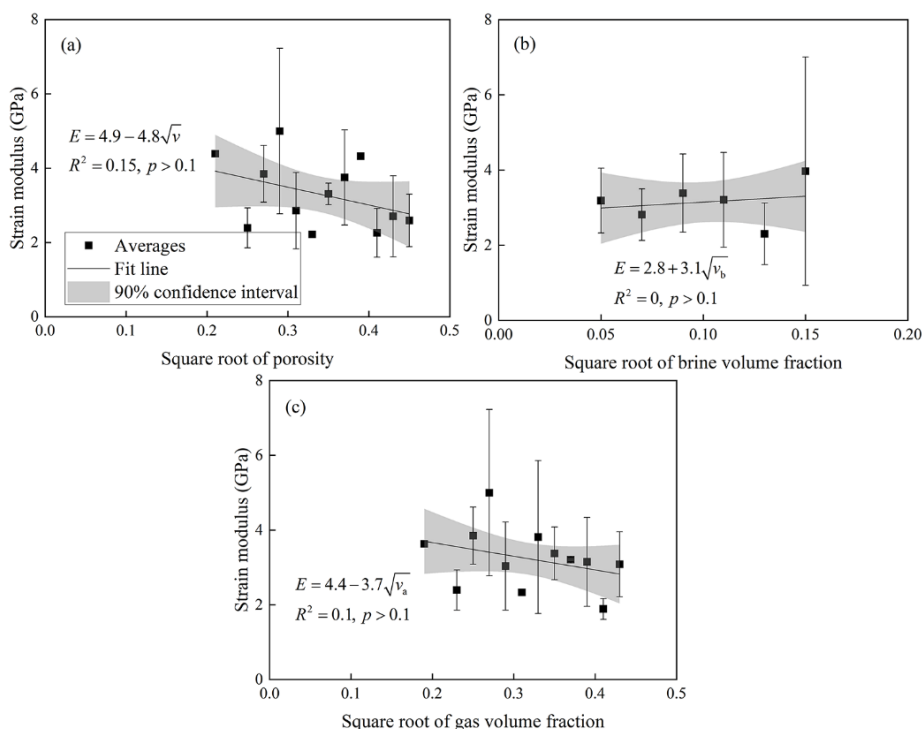 (a)
8
6
4
2
0
Strain modulus (GPa)
E = 4.9 − 4.8√v
R² = 0.15, p > 0.1
Averages
Fit line
90% confidence interval
0.0 0.1 0.2 0.3 0.4 0.5
Square root of porosity
(b)
8
6
4
2
0
Strain modulus (GPa)
E = 2.8 + 3.1√v_b
R² = 0, p > 0.1
0.00 0.05 0.10 0.15 0.20
Square root of brine volume fraction
(c)
8
6
4
2
0
Strain modulus (GPa)
E = 4.4 − 3.7√v_a
R² = 0.1, p > 0.1
0.0 0.1 0.2 0.3 0.4 0.5
Square root of gas volume fraction